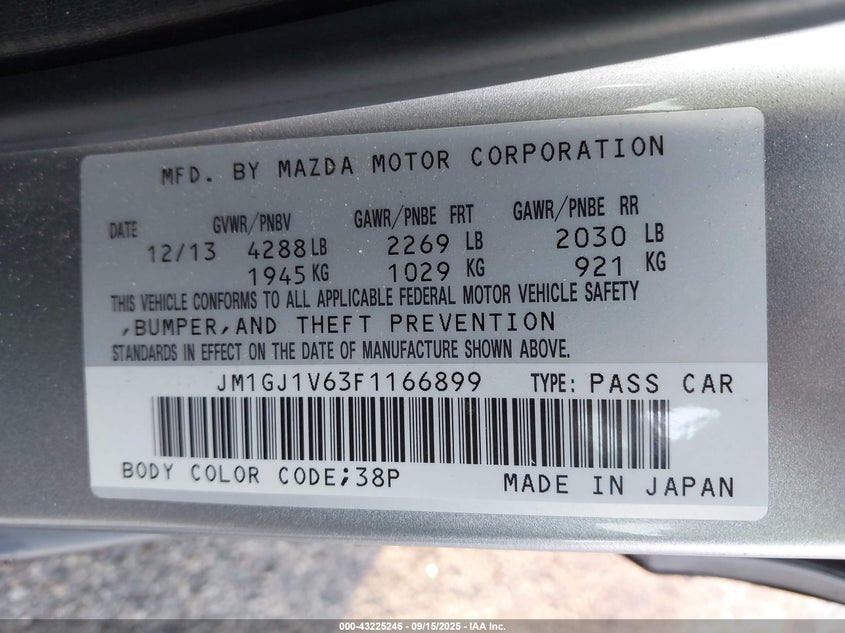 MFD. BY MAZDA MOTOR CORPORATION
DATE GVWR/PNBV GAWR/PNBE FRT GAWR/PNBE RR
12/13 4288 LB 2269 LB 2030 LB
1945 KG 1029 KG 921 KG
THIS VEHICLE CONFORMS TO ALL APPLICABLE FEDERAL MOTOR VEHICLE SAFETY
,BUMPER,AND THEFT PREVENTION
STANDARDS IN EFFECT ON THE DATE OF MANUFACTURE SHOWN ABOVE.
JM1GJ1V63F1166899 TYPE: PASS CAR
BODY COLOR CODE;38P MADE IN JAPAN
000-43225246 - 09/15/2025 - IAA Inc.